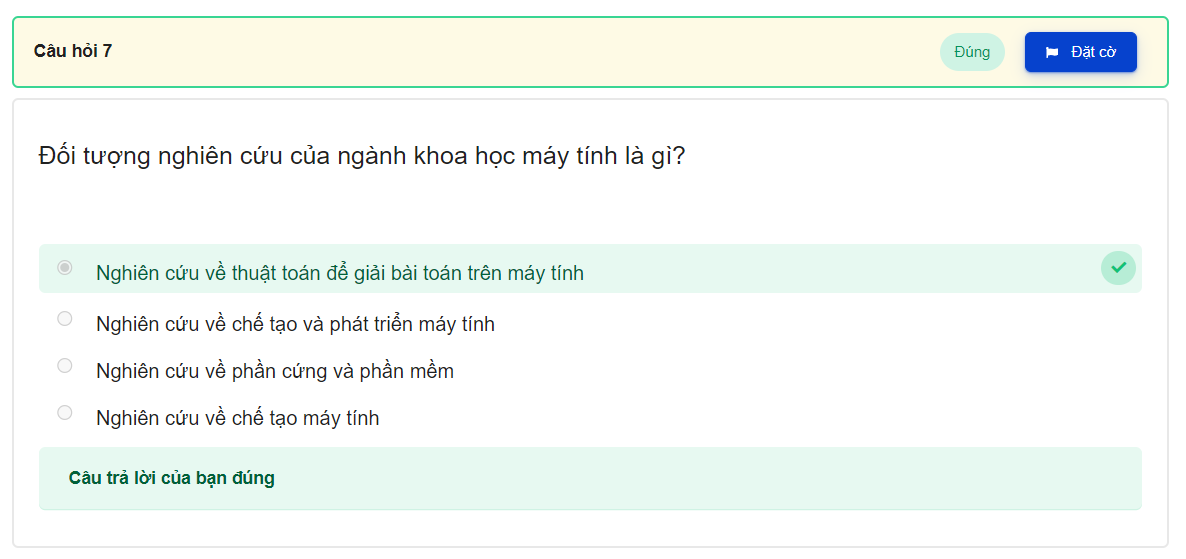 Câu hỏi 7
Đúng
Đặt cờ
Đối tượng nghiên cứu của ngành khoa học máy tính là gì?
Nghiên cứu về thuật toán để giải bài toán trên máy tính
Nghiên cứu về chế tạo và phát triển máy tính
Nghiên cứu về phần cứng và phần mềm
Nghiên cứu về chế tạo máy tính
Câu trả lời của bạn đúng